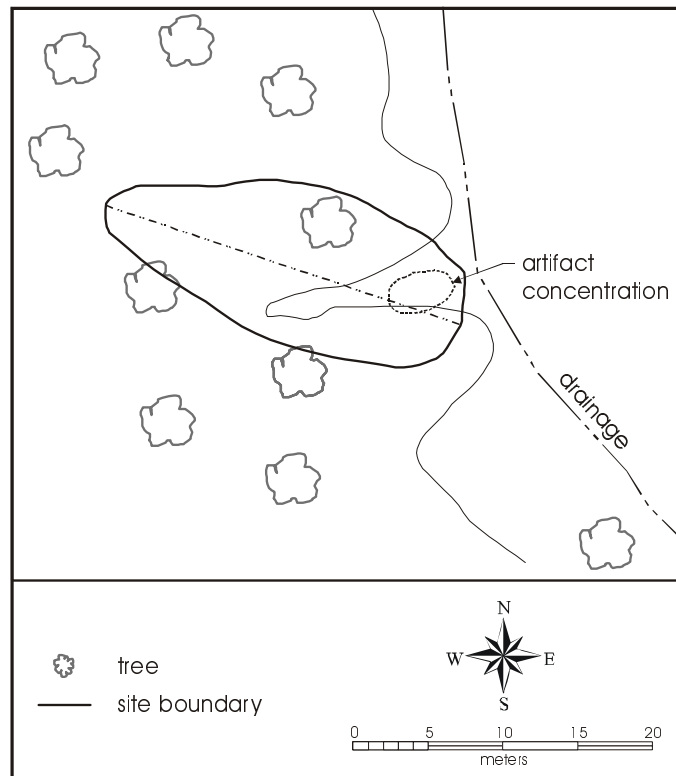 artifact
concentration
drainage
tree
site boundary
N
W E
S
0 5 10 15 20
meters